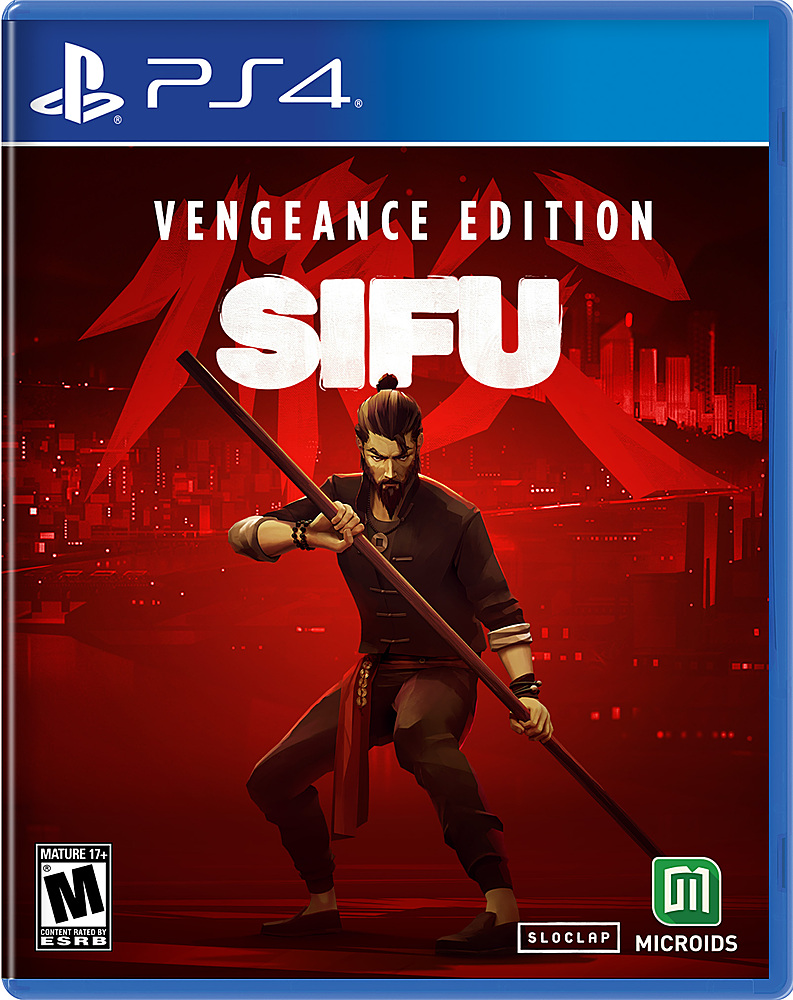 PS4®
VENGEANCE EDITION
SIFU
MATURE 17+
M
®
CONTENT RATED BY
ESRB
SLOCLAP
MICROIDS